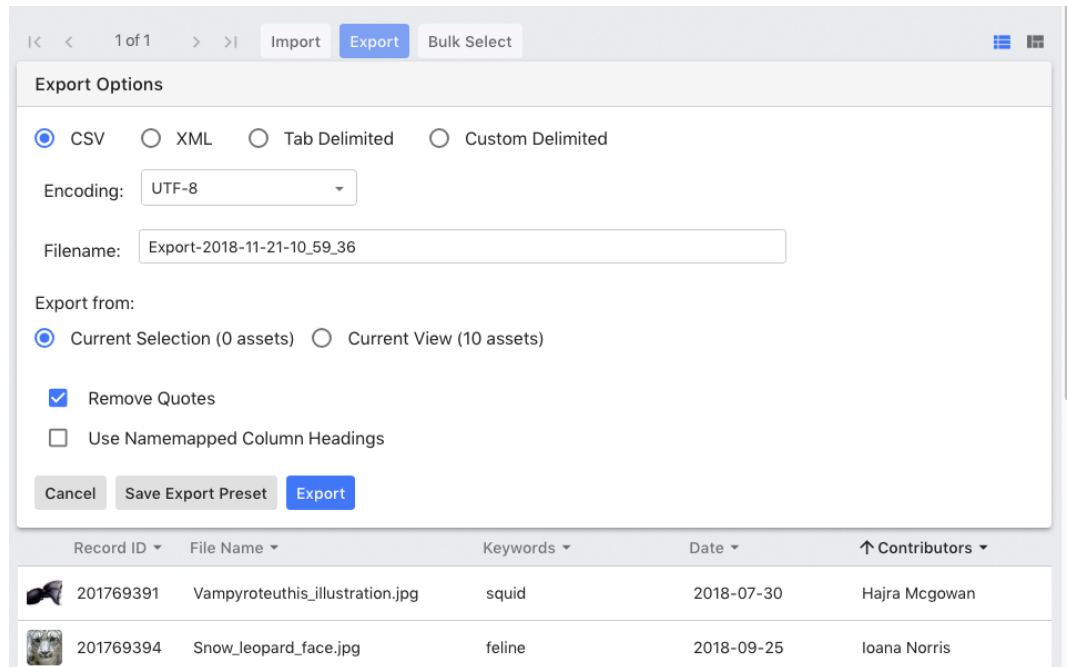 1 of 1 Import Export Bulk Select
Export Options
CSV XML Tab Delimited Custom Delimited
Encoding: UTF-8
Filename: Export-2018-11-21-10_59_36
Export from:
Current Selection (0 assets) Current View (10 assets)
Remove Quotes
Use Namemapped Column Headings
Cancel Save Export Preset Export
Record ID File Name Keywords Date Contributors
201769391 Vampyroteuthis_illustration.jpg squid 2018-07-30 Hajra Mcgowan
201769394 Snow_leopard_face.jpg feline 2018-09-25 Ioana Norris